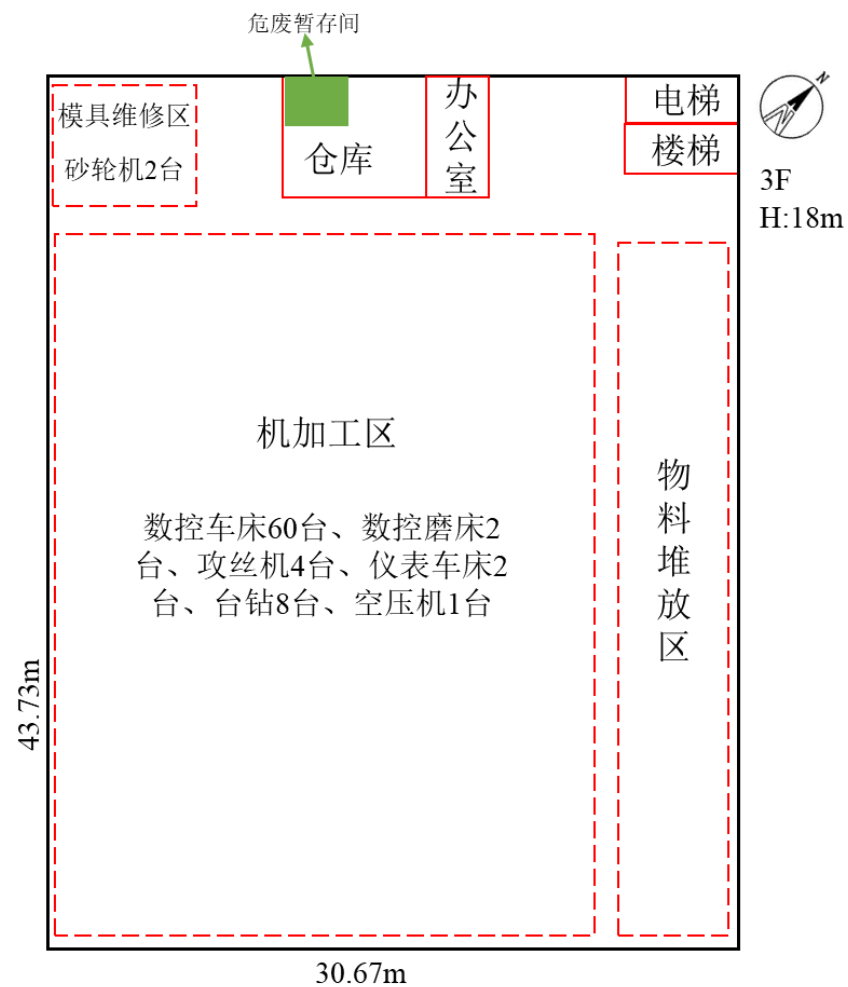 危废暂存间
模具维修区
砂轮机2台
仓库
办公室
电梯
楼梯
N
3F
H:18m
机加工区
数控车床60台、数控磨床2
台、攻丝机4台、仪表车床2
台、台钻8台、空压机1台
物料堆放区
43.73m
30.67m